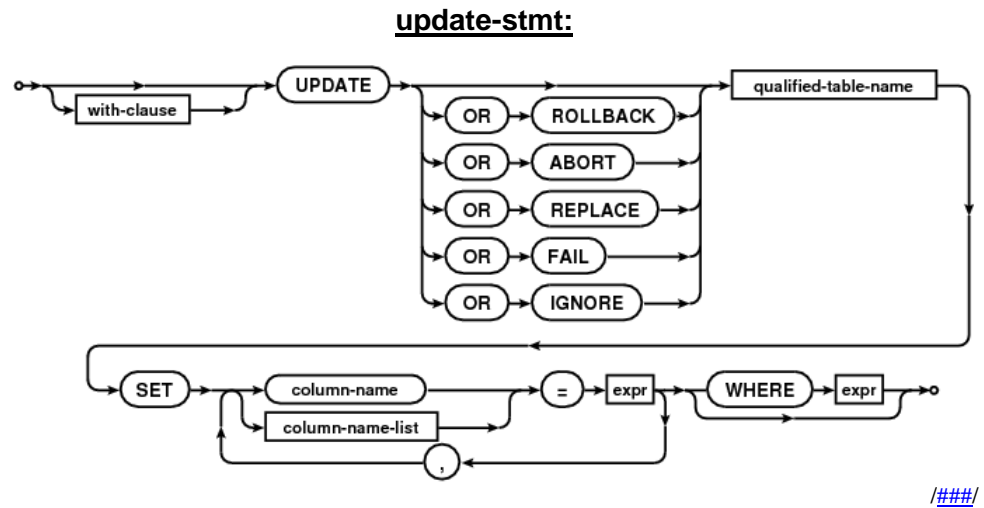 update-stmt:
UPDATE
qualified-table-name
with-clause
OR ROLLBACK
OR ABORT
OR REPLACE
OR FAIL
OR IGNORE
SET column-name = expr WHERE expr
column-name-list
,
/###/